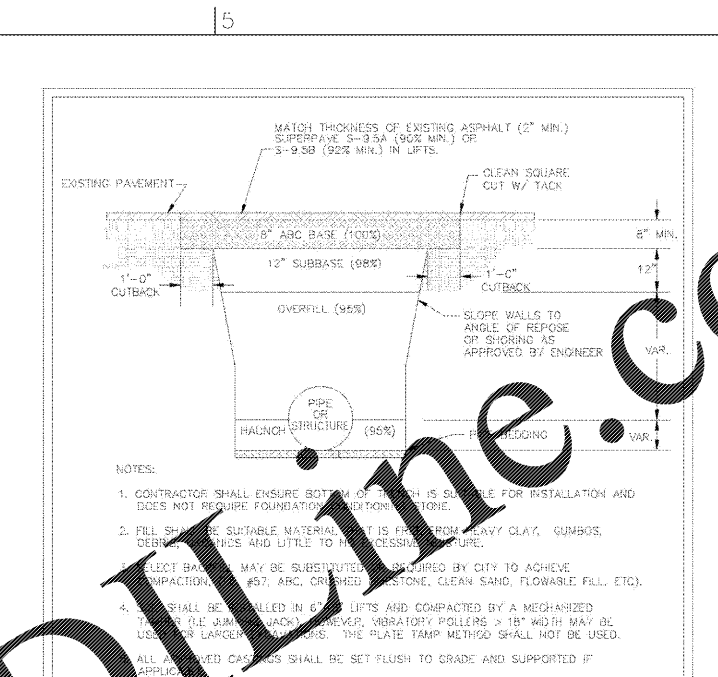 5
MATCH THICKNESS OF EXISTING ASPHALT (2" MIN.)
SUPERPAVE S-9.5A (90% MIN.) OR
S-9.5B (92% MIN.) IN LIFTS.
EXISTING PAVEMENT
CLEAN SQUARE
CUT W/ TACK
8" ABC BASE (100%)
8" MIN.
12" SUBBASE (98%)
12"
1'-0"
CUTBACK
1'-0"
CUTBACK
OVERFILL (95%)
SLOPE WALLS TO
ANGLE OF REPOSE
OR SHORING AS
APPROVED BY ENGINEER
VAR.
PIPE
OR
STRUCTURE
HAUNCH (95%)
BEDDING
VAR.
NOTES:
1. CONTRACTOR SHALL ENSURE BOTTOM OF TRENCH IS SUITABLE FOR INSTALLATION AND
DOES NOT REQUIRE FOUNDATION CONDITIONING STONE.
2. FILL SHALL BE SUITABLE MATERIAL THAT IS FREE FROM HEAVY CLAY, GUMBOS,
DEBRIS, ORGANICS AND LITTLE TO NO EXCESSIVE MOISTURE.
SELECT BACKFILL MAY BE SUBSTITUTED REQUIRED BY CITY TO ACHIEVE
COMPACTION, #57, ABC, CRUSHED LIMESTONE, CLEAN SAND, FLOWABLE FILL, ETC).
4. SHALL BE INSTALLED IN 6" LIFTS AND COMPACTED BY A MECHANIZED
TAMPER (I.E JUMPING JACK). HOWEVER, VIBRATORY ROLLERS > 18" WIDTH MAY BE
USED FOR LARGER EXCAVATIONS. THE PLATE TAMP METHOD SHALL NOT BE USED.
ALL APPROVED CASTINGS SHALL BE SET FLUSH TO GRADE AND SUPPORTED IF
DLine.co